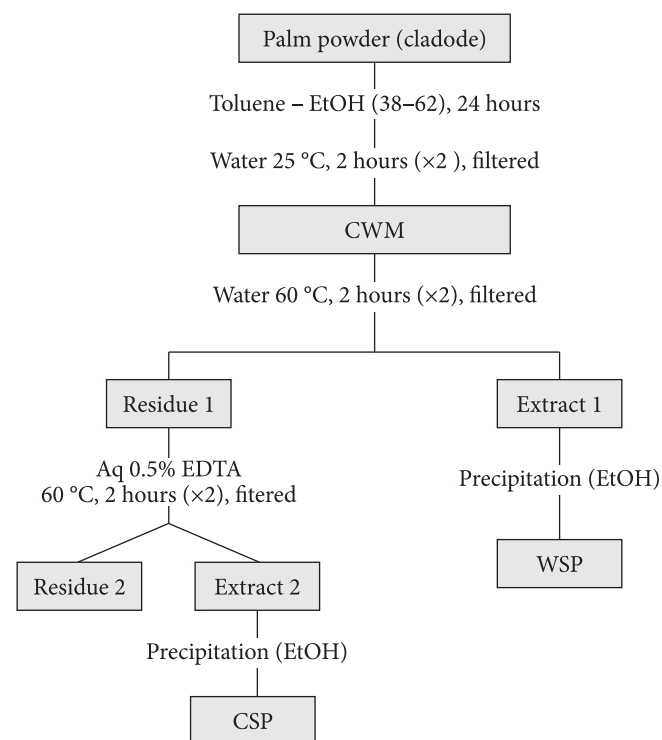 Palm powder (cladode)
Toluene – EtOH (38–62), 24 hours
Water 25 °C, 2 hours (×2 ), filtered
CWM
Water 60 °C, 2 hours (×2), filtered
Residue 1
Extract 1
Aq 0.5% EDTA
60 °C, 2 hours (×2), fitered
Precipitation (EtOH)
Residue 2
Extract 2
WSP
Precipitation (EtOH)
CSP